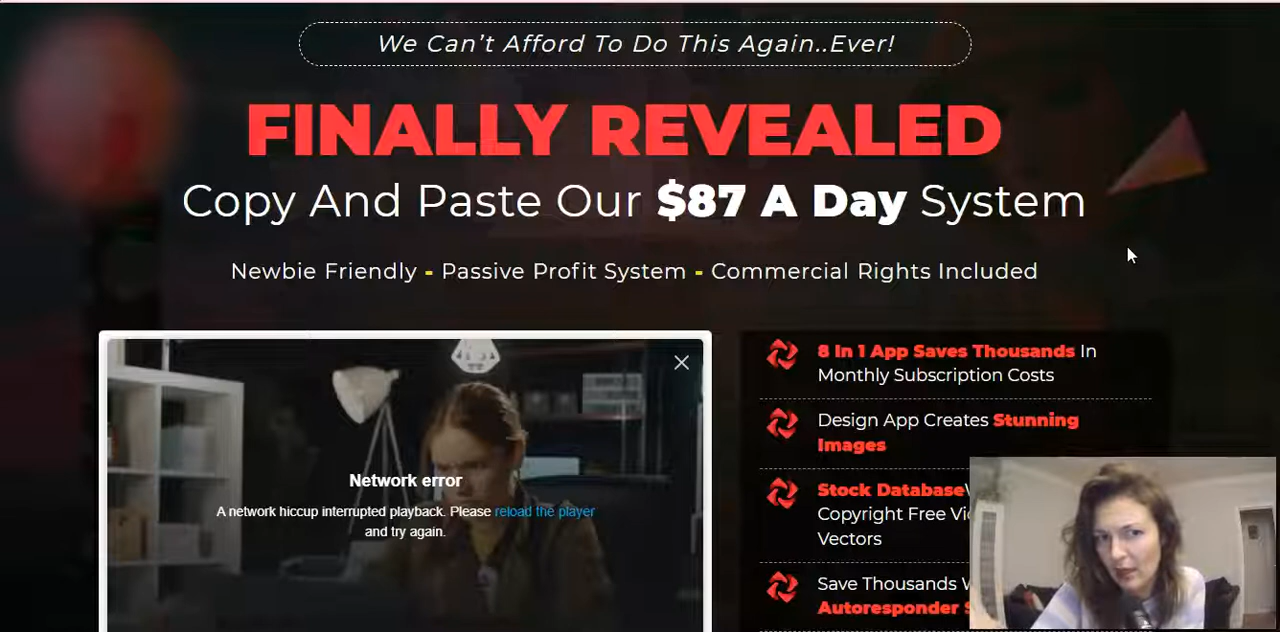 We Can't Afford To Do This Again..Ever!
FINALLY REVEALED
Copy And Paste Our $87 A Day System
Newbie Friendly - Passive Profit System - Commercial Rights Included
Network error
A network hiccup interrupted playback. Please reload the player
and try again.
8 In 1 App Saves Thousands In
Monthly Subscription Costs
Design App Creates Stunning
Images
Stock Database
Copyright Free
Vectors
Save Thousands
Autoresponder